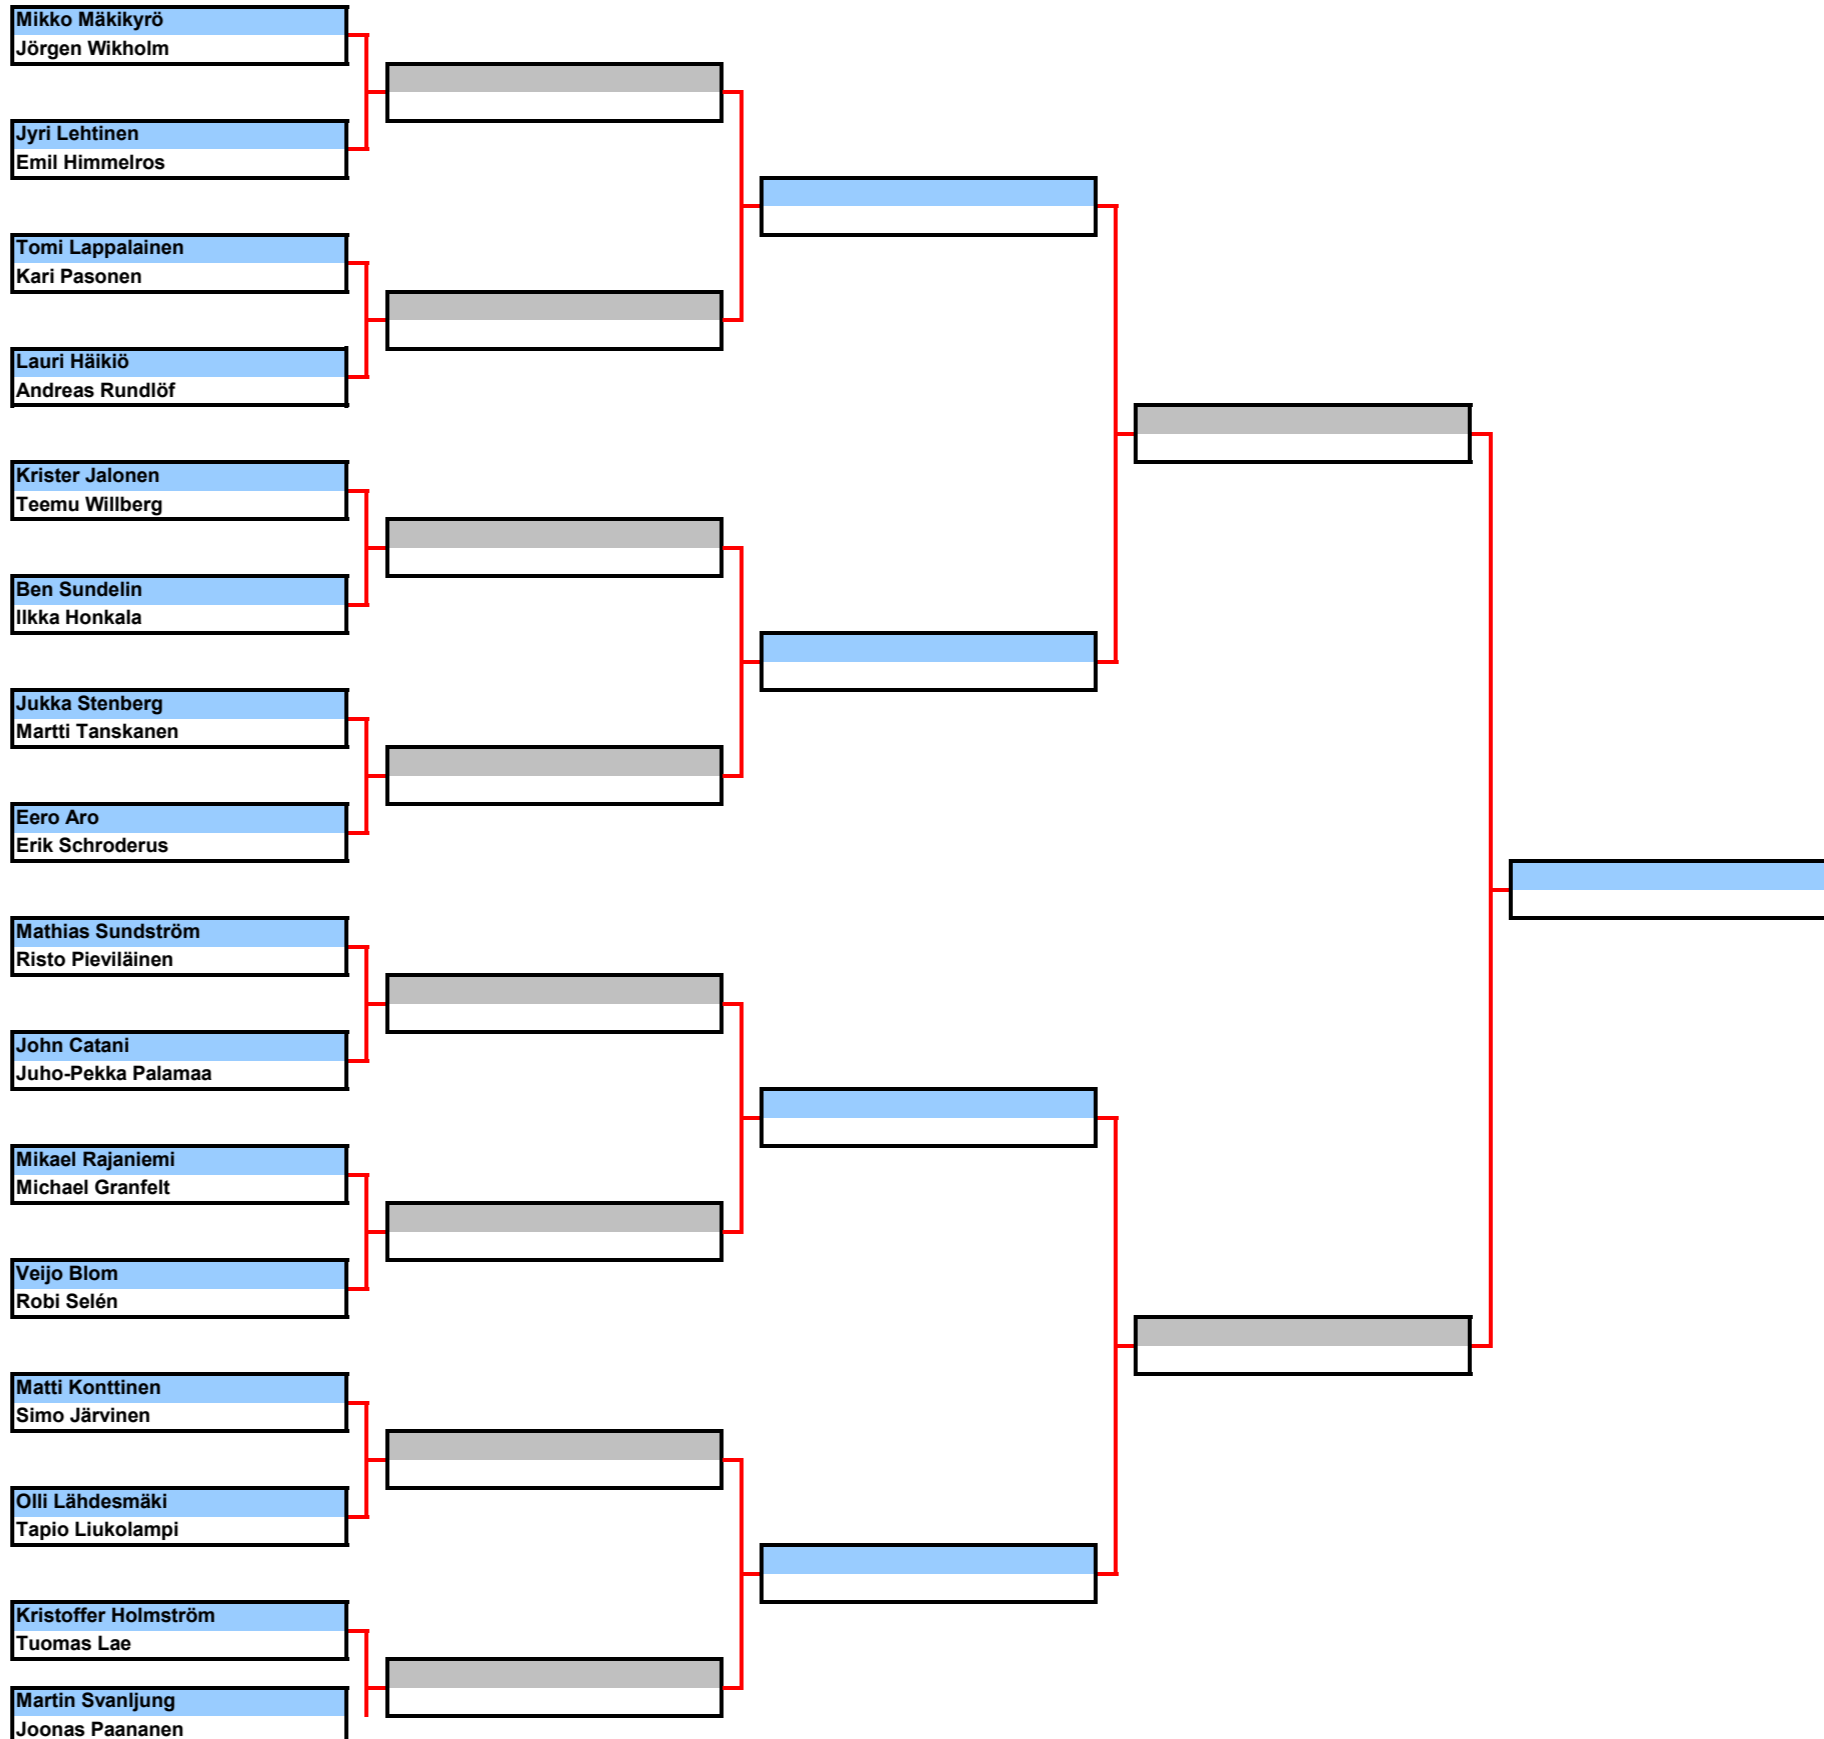 Mikko Mäkikyrö
Jörgen Wikholm
Jyri Lehtinen
Emil Himmelros
Tomi Lappalainen
Kari Pasonen
Lauri Häikiö
Andreas Rundlöf
Krister Jalonen
Teemu Willberg
Ben Sundelin
Ilkka Honkala
Jukka Stenberg
Martti Tanskanen
Eero Aro
Erik Schroderus
Mathias Sundström
Risto Pieviläinen
John Catani
Juho-Pekka Palamaa
Mikael Rajaniemi
Michael Granfelt
Veijo Blom
Robi Selén
Matti Konttinen
Simo Järvinen
Olli Lähdesmäki
Tapio Liukolampi
Kristoffer Holmström
Tuomas Lae
Martin Svanljung
Joonas Paananen